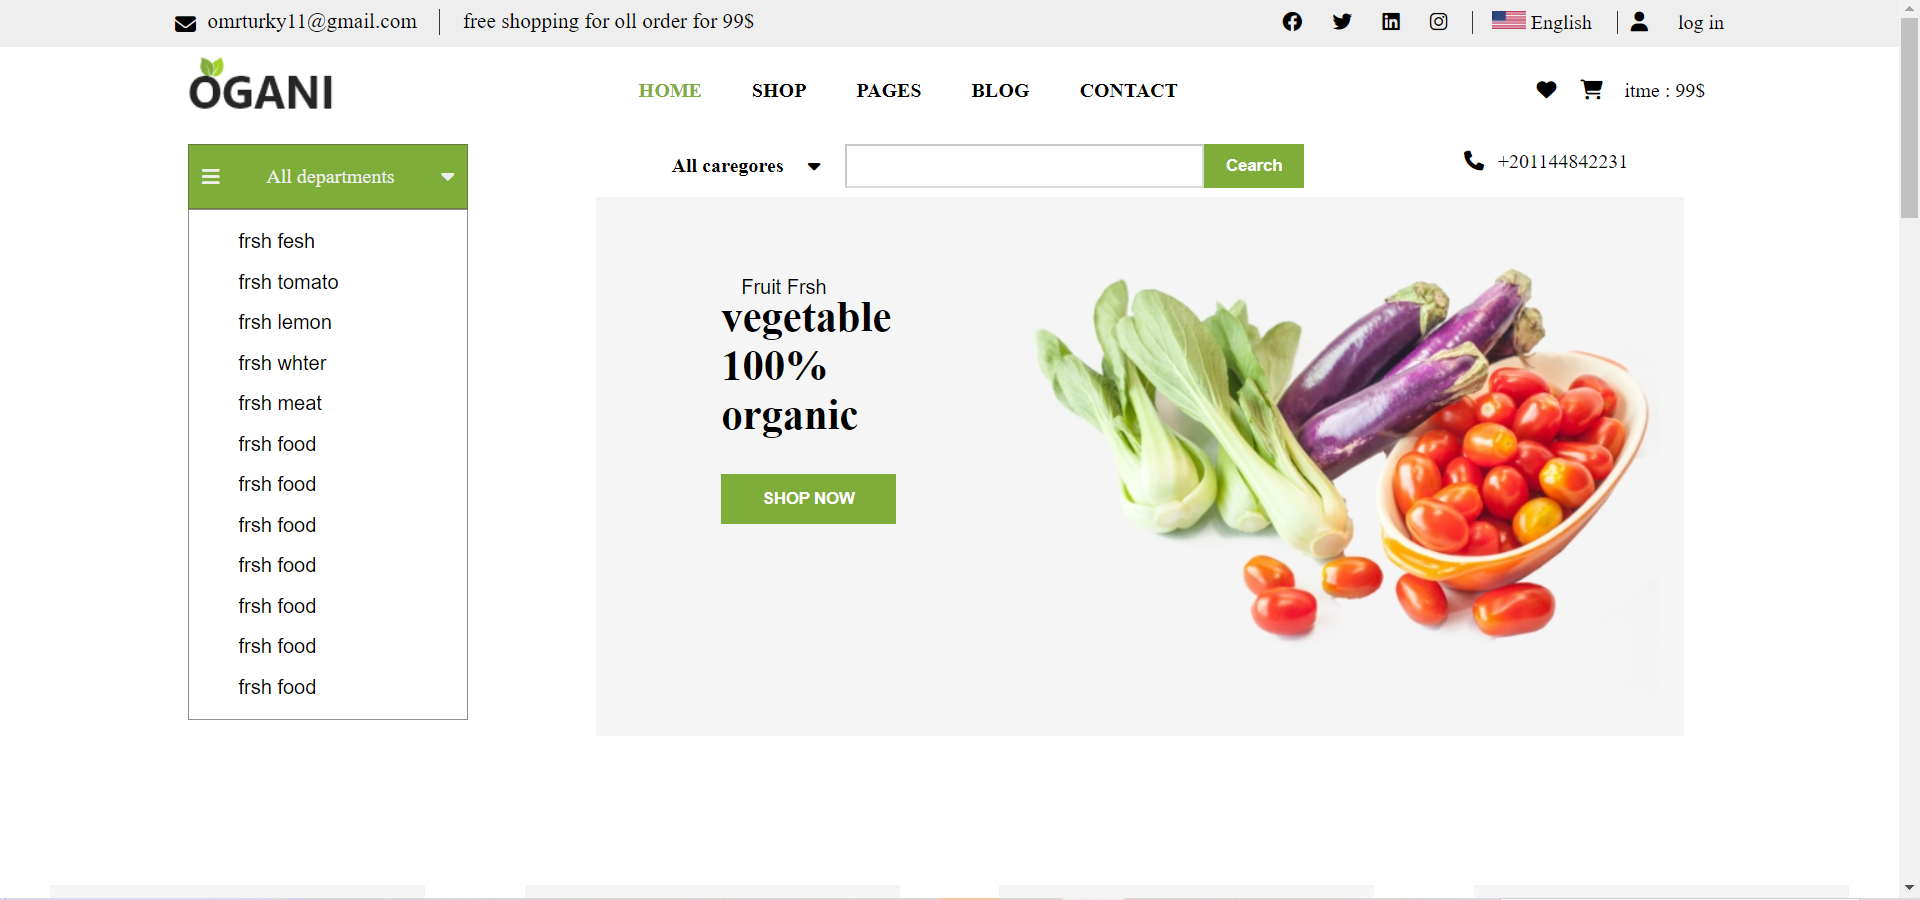 omrturky11@gmail.com
free shopping for oll order for 99$
English
log in
OGANI
HOME
SHOP
PAGES
BLOG
CONTACT
itme : 99$
All departments
All caregores
Cearch
+201144842231
frsh fesh
frsh tomato
frsh lemon
frsh whter
frsh meat
frsh food
frsh food
frsh food
frsh food
frsh food
frsh food
frsh food
Fruit Frsh
vegetable
100%
organic
SHOP NOW